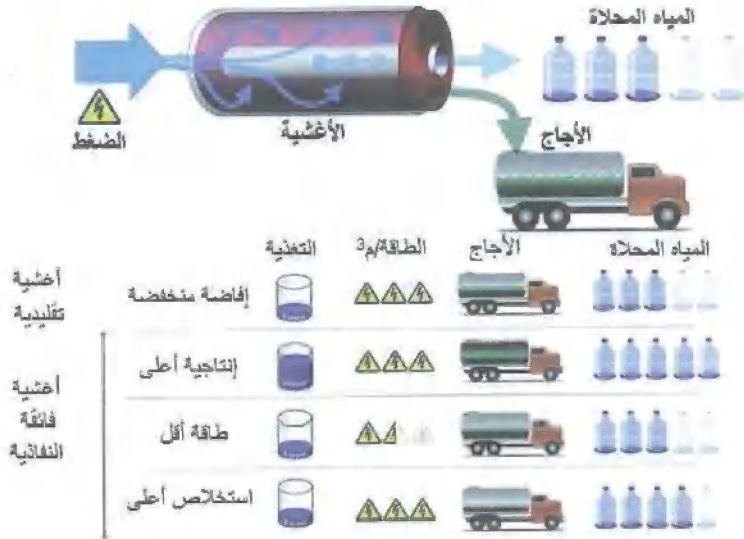 المياه المحلاة
الضغط
الأغشية
الأجاج
التغذية
الطاقة/م3
الأجاج
المياه المحلاة
أغشية
تقليدية
إفاضة منخفضة
إنتاجية أعلى
أغشية
فائقة
النفاذية
طاقة أقل
استخلاص أعلى